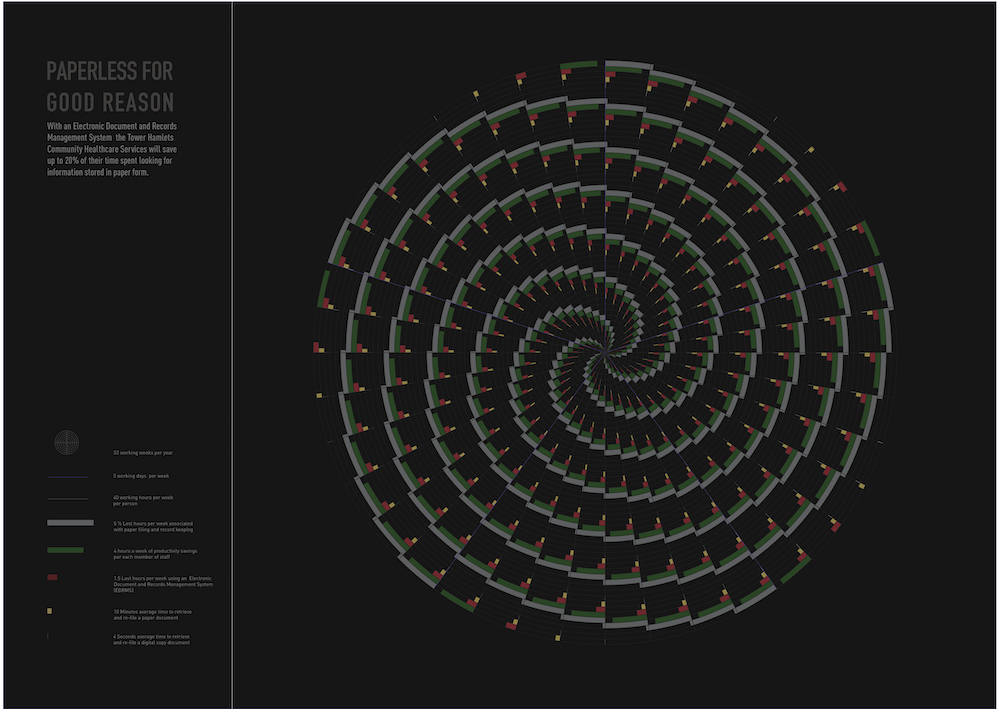 PAPERLESS FOR
GOOD REASON
With an Electronic Document and Records
Management System the Tower Hamlets
Community Healthcare Services will save
up to 20% of their time spent looking for
information stored in paper form.
working weeks per year
5 working days per week
40 working hours per week
per person
5 ½ Lost hours per week associated
with paper filing and record keeping
4 hours a week of productivity savings
per each member of staff
1.5 Lost hours per week using an Electronic
Document and Records Management System
(EDRMS)
10 Minutes average time to retrieve
and re-file a paper document
4 Seconds average time to retrieve
and re-file a digital copy document